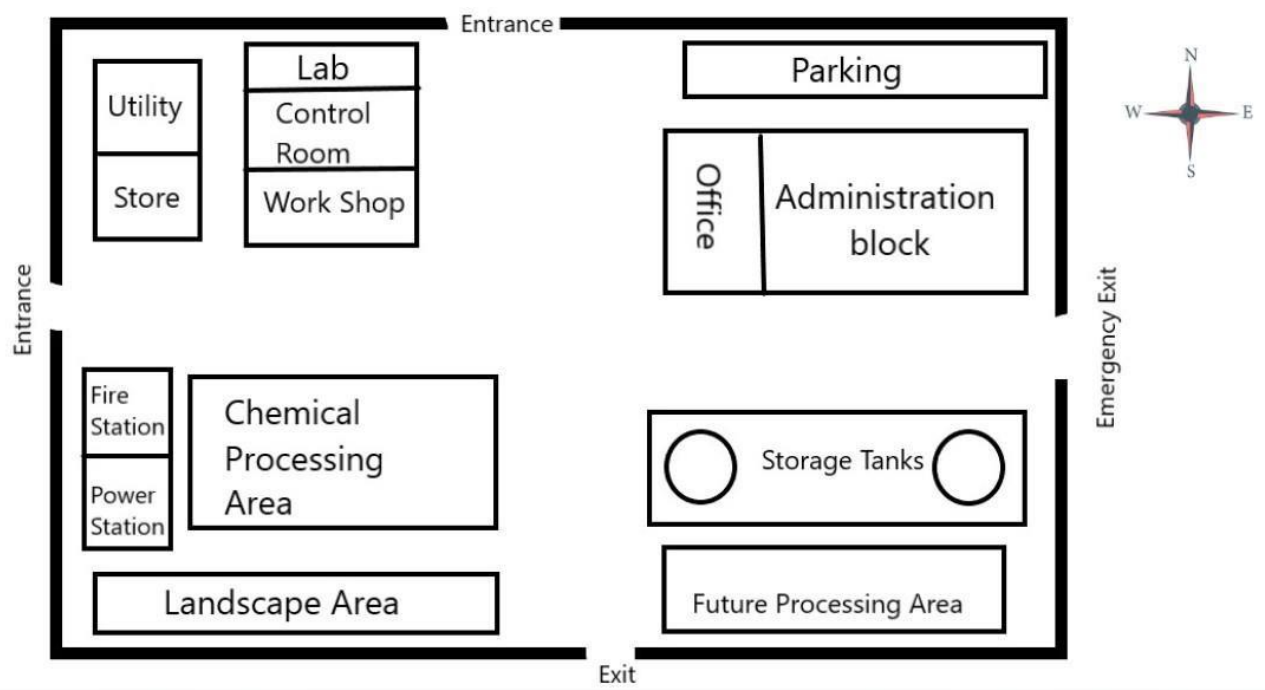 Entrance
N
W
E
S
Lab
Parking
Utility
Control
Room
Store
Work Shop
Office
Administration
block
Entrance
Emergency Exit
Fire
Station
Chemical
Processing
Area
Storage Tanks
Power
Station
Landscape Area
Future Processing Area
Exit